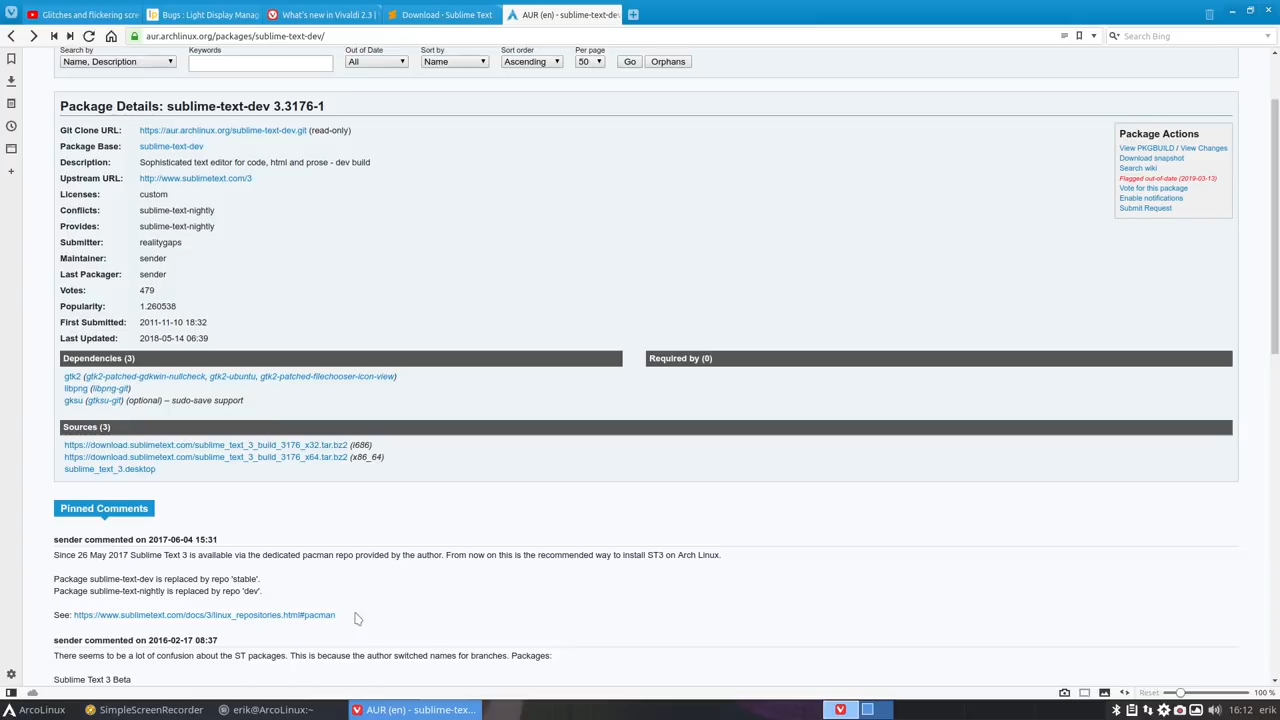 Glitches and flickering scre
Bugs : Light Display Mana
What's new in Vivaldi 2.3 |
Download - Sublime Text
AUR (en) - sublime-text-de
aur.archlinux.org/packages/sublime-text-dev/
Search Bing
Search by
Keywords
Out of Date
Sort by
Sort order
Per page
Name, Description
All
Name
Ascending
50
Go
Orphans
Package Details: sublime-text-dev 3.3176-1
Git Clone URL: https://aur.archlinux.org/sublime-text-dev.git (read-only)
Package Base: sublime-text-dev
Description: Sophisticated text editor for code, html and prose - dev build
Upstream URL: http://www.sublimetext.com/3
Licenses: custom
Conflicts: sublime-text-nightly
Provides: sublime-text-nightly
Submitter: realitygaps
Maintainer: sender
Last Packager: sender
Votes: 479
Popularity: 1.260538
First Submitted: 2011-11-10 18:32
Last Updated: 2018-05-14 06:39
Package Actions
View PKGBUILD / View Changes
Download snapshot
Search wiki
Flagged out-of-date (2019-03-13)
Vote for this package
Enable notifications
Submit Request
Dependencies (3)
gtk2 (gtk2-patched-gdkwin-nullcheck, gtk2-ubuntu, gtk2-patched-filechooser-icon-view)
libpng (libpng-git)
gksu (gtksu-git) (optional) – sudo-save support
Required by (0)
Sources (3)
https://download.sublimetext.com/sublime_text_3_build_3176_x32.tar.bz2 (i686)
https://download.sublimetext.com/sublime_text_3_build_3176_x64.tar.bz2 (x86_64)
sublime_text_3.desktop
Pinned Comments
sender commented on 2017-06-04 15:31
Since 26 May 2017 Sublime Text 3 is available via the dedicated pacman repo provided by the author. From now on this is the recommended way to install ST3 on Arch Linux.
Package sublime-text-dev is replaced by repo 'stable'.
Package sublime-text-nightly is replaced by repo 'dev'.
See: https://www.sublimetext.com/docs/3/linux_repositories.html#pacman
sender commented on 2016-02-17 08:37
There seems to be a lot of confusion about the ST packages. This is because the author switched names for branches. Packages:
Sublime Text 3 Beta
Reset
100 %
ArcoLinux
SimpleScreenRecorder
erik@ArcoLinux:~
AUR (en) - sublime-tex...
16:12 erik